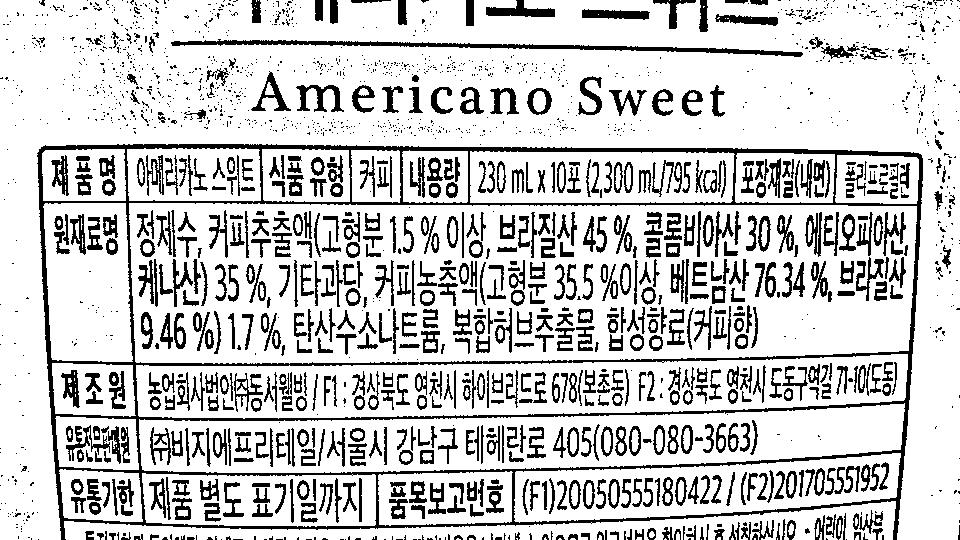 Americano Sweet
제 품 명 아메리카노 스위트 식품 유형 커피 내용량 230 mL x 10포 (2,300 mL/795 kcal) 포장재질(내면) 폴리프로필렌
원재료명 정제수, 커피추출액(고형분 1.5 % 이상, 브라질산 45 %, 콜롬비아산 30 %, 에티오피아산,
케냐산) 35 %, 기타과당, 커피농축액(고형분 35.5 %이상, 베트남산 76.34 %, 브라질산
9.46 %) 1.7 %, 탄산수소나트륨, 복합허브추출물, 합성향료(커피향)
제 조 원 농업회사법인㈜동서웰빙 / F1 : 경상북도 영천시 하이브리드로 678(본촌동) F2 : 경상북도 영천시 도동구역길 71-10(도동)
유통전문판매원 ㈜비지에프리테일/서울시 강남구 테헤란로 405(080-080-3663)
유통기한 제품 별도 표기일까지 품목보고번호 (F1)20050555180422 / (F2)201705551952